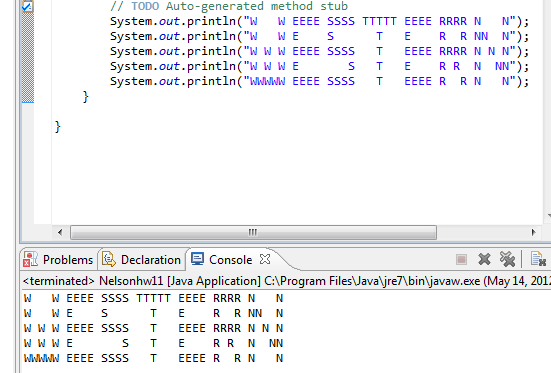 // TODO Auto-generated method stub
System.out.println("W   W EEEE SSSS TTTTT EEEE RRRR N   N");
System.out.println("W   W E    S      T   E    R  R NN  N");
System.out.println("W W W EEEE SSSS   T   EEEE RRRR N N N");
System.out.println("W W W E       S   T   E    R R  N  NN");
System.out.println("WWWWW EEEE SSSS   T   EEEE R  R N   N");
}
}
Problems Declaration Console
<terminated> Nelsonhw11 [Java Application] C:\Program Files\Java\jre7\bin\javaw.exe (May 14, 2012
W   W EEEE SSSS TTTTT EEEE RRRR N   N
W   W E    S      T   E    R  R NN  N
W W W EEEE SSSS   T   EEEE RRRR N N N
W W W E       S   T   E    R R  N  NN
WWWWW EEEE SSSS   T   EEEE R  R N   N